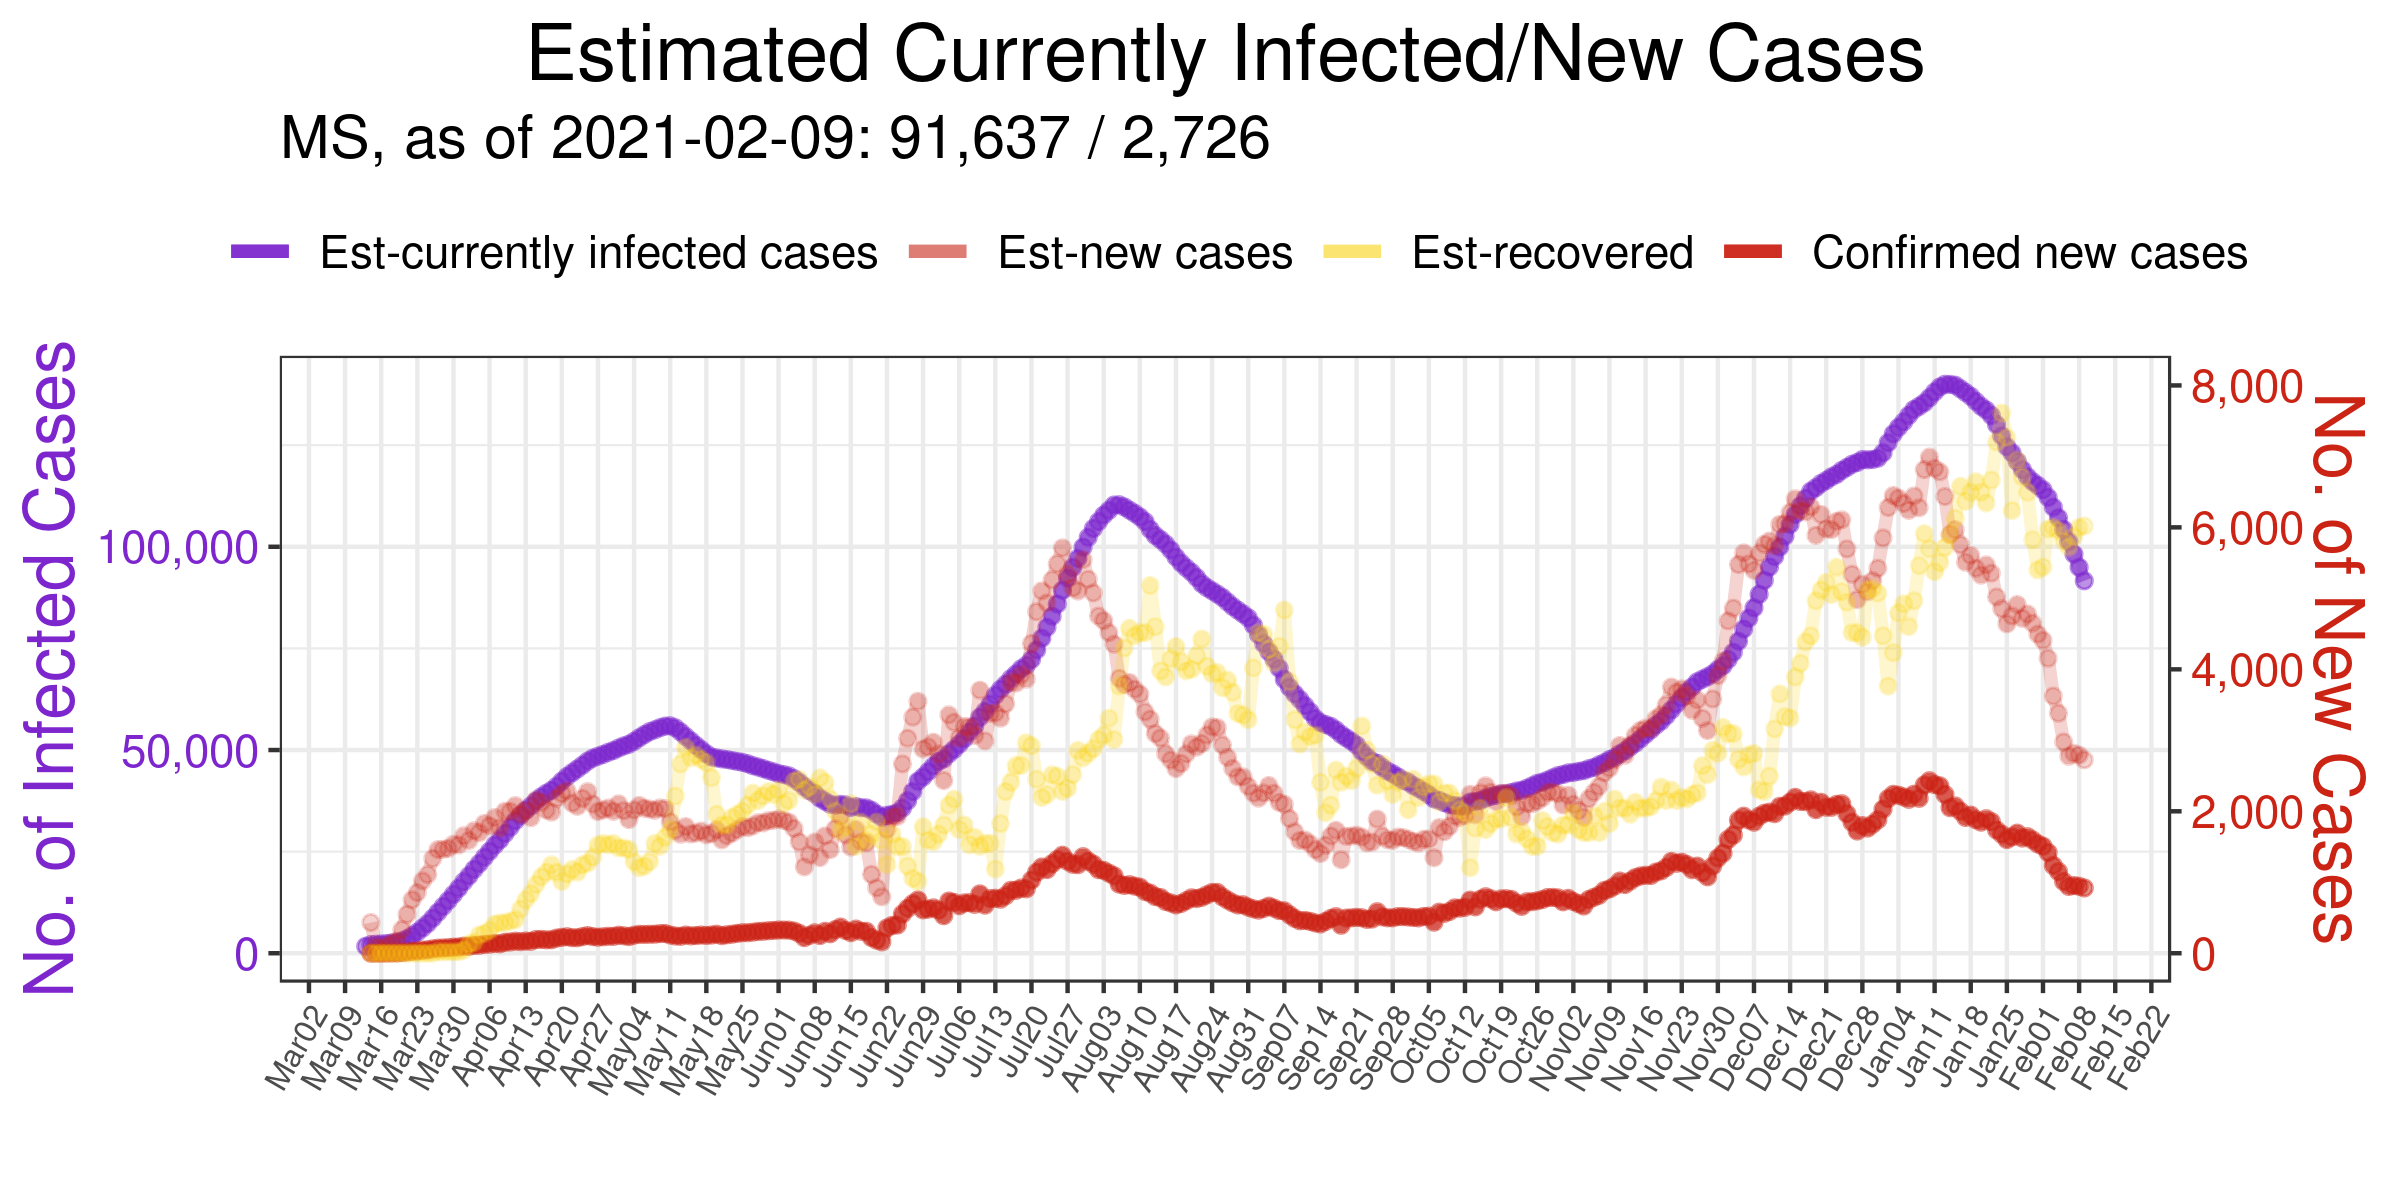 Estimated Currently Infected/New Cases
MS, as of 2021-02-09: 91,637 / 2,726
Est-currently infected cases Est-new cases Est-recovered Confirmed new cases
No. of Infected Cases
100,000
50,000
0
8,000
6,000
4,000
2,000
0
No. of New Cases
Mar02 Mar09 Mar16 Mar23 Mar30 Apr06 Apr13 Apr20 Apr27 May04 May11 May18 May25 Jun01 Jun08 Jun15 Jun22 Jun29 Jul06 Jul13 Jul20 Jul27 Aug03 Aug10 Aug17 Aug24 Aug31 Sep07 Sep14 Sep21 Sep28 Oct05 Oct12 Oct19 Oct26 Nov02 Nov09 Nov16 Nov23 Nov30 Dec07 Dec14 Dec21 Dec28 Jan04 Jan11 Jan18 Jan25 Feb01 Feb08 Feb15 Feb22